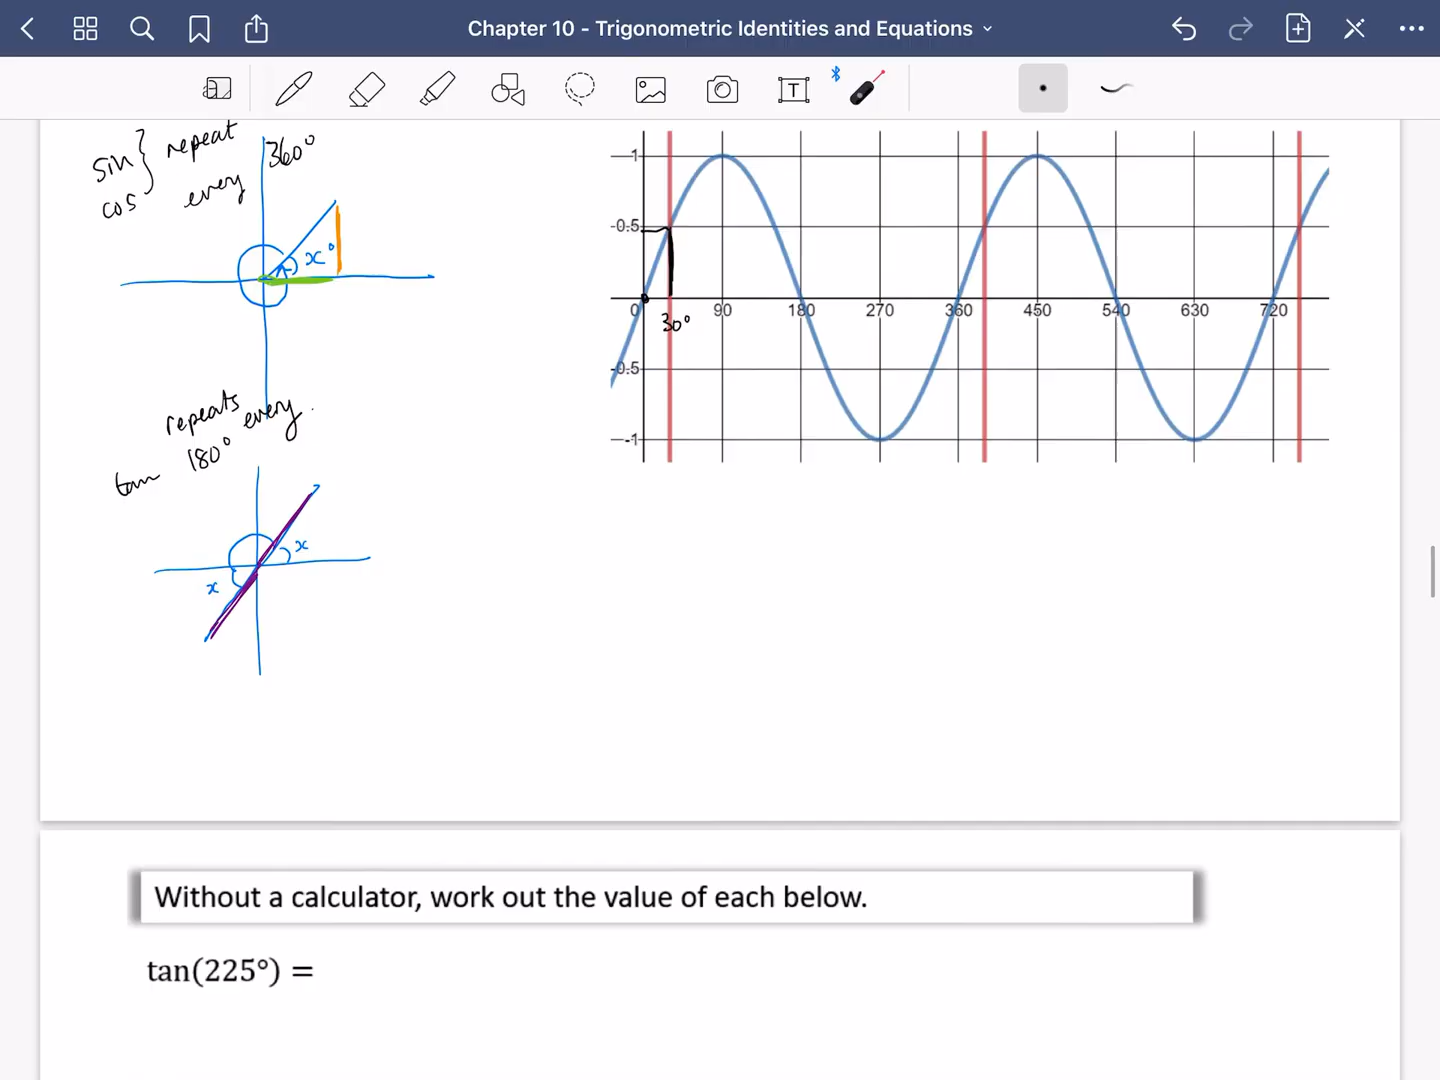 Chapter 10 - Trigonometric Identities and Equations
sin } repeat
cos every 360°
x°
repeats
tan 180° every.
x
x
1
0.5
0 90 180 270 360 450 540 630 720
30°
-0.5
-1
Without a calculator, work out the value of each below.
tan(225°) =